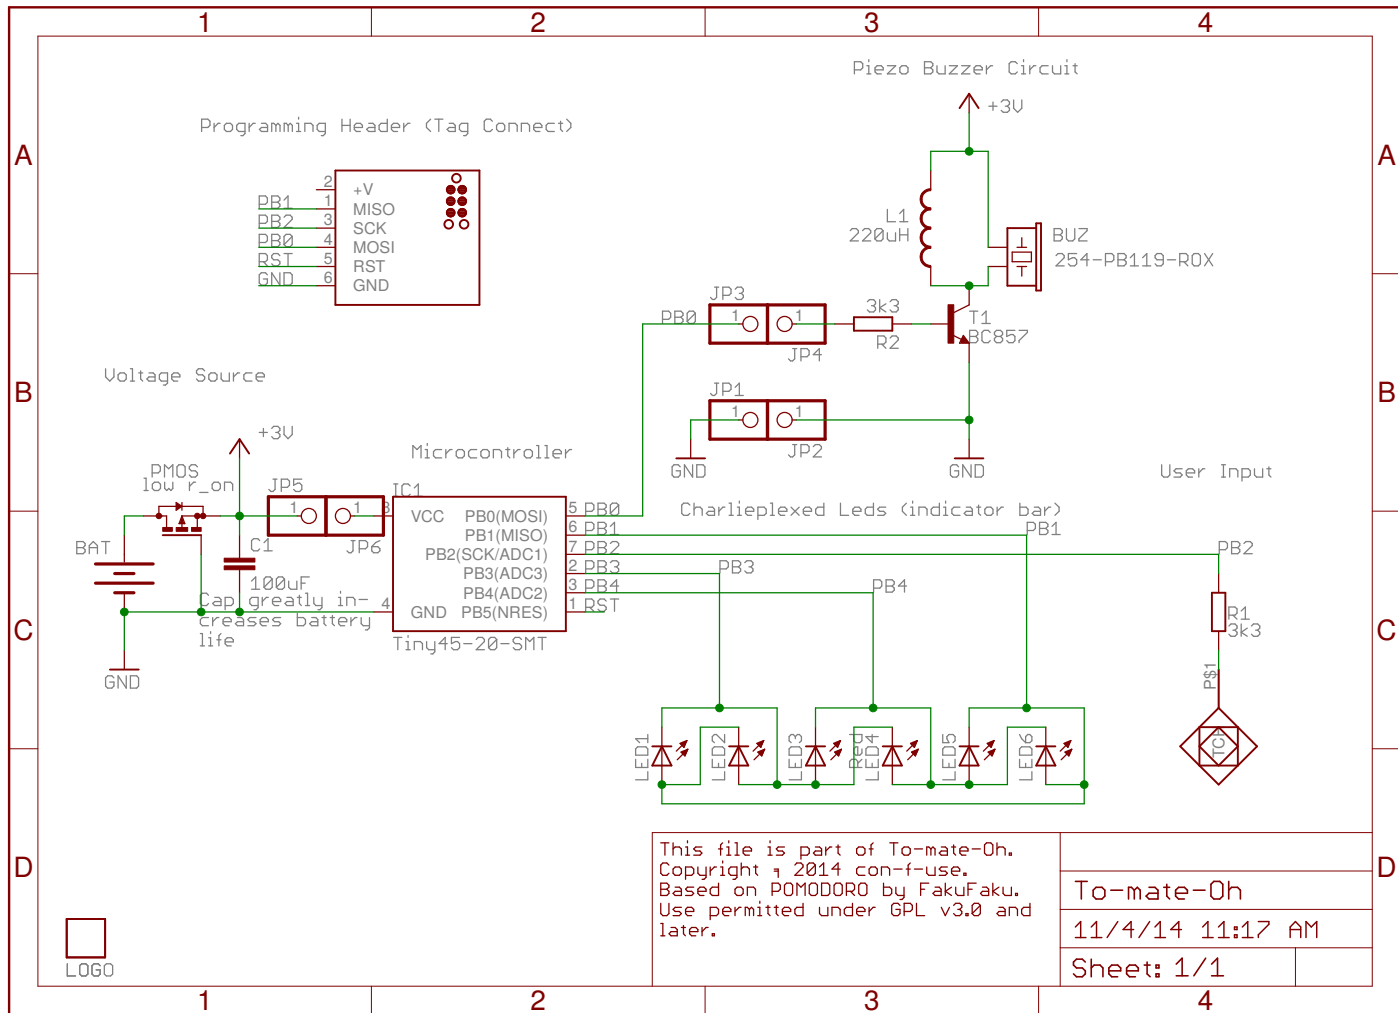 1 2 3 4
A A
B B
C C
D D
Piezo Buzzer Circuit
+3V
Programming Header (Tag Connect)
2 +V
PB1 1 MISO
PB2 3 SCK
PB0 4 MOSI
RST 5 RST
GND 6 GND
L1
220uH
BUZ
254-PB119-ROX
JP3
PB0 1 1
JP4
3k3
R2
T1
BC857
JP1
1 1
JP2
GND
GND
Voltage Source
+3V
PMOS
low r_on
JP5
1 1
JP6
BAT
C1
100uF
Cap greatly in-
creases battery
life
GND
Microcontroller
IC1
8 VCC PB0(MOSI) 5 PB0
PB1(MISO) 6 PB1
PB2(SCK/ADC1) 7 PB2
PB3(ADC3) 2 PB3
PB4(ADC2) 3 PB4
4 GND PB5(NRES) 1 RST
Tiny45-20-SMT
Charlieplexed Leds (indicator bar)
PB1
PB3
PB4
LED1
LED2
LED3
Red
LED4
LED5
LED6
User Input
PB2
R1
3k3
P$1
This file is part of To-mate-Oh.
Copyright , 2014 con-f-use.
Based on POMODORO by FakuFaku.
Use permitted under GPL v3.0 and
later.
To-mate-Oh
11/4/14 11:17 AM
Sheet: 1/1
LOGO
1 2 3 4